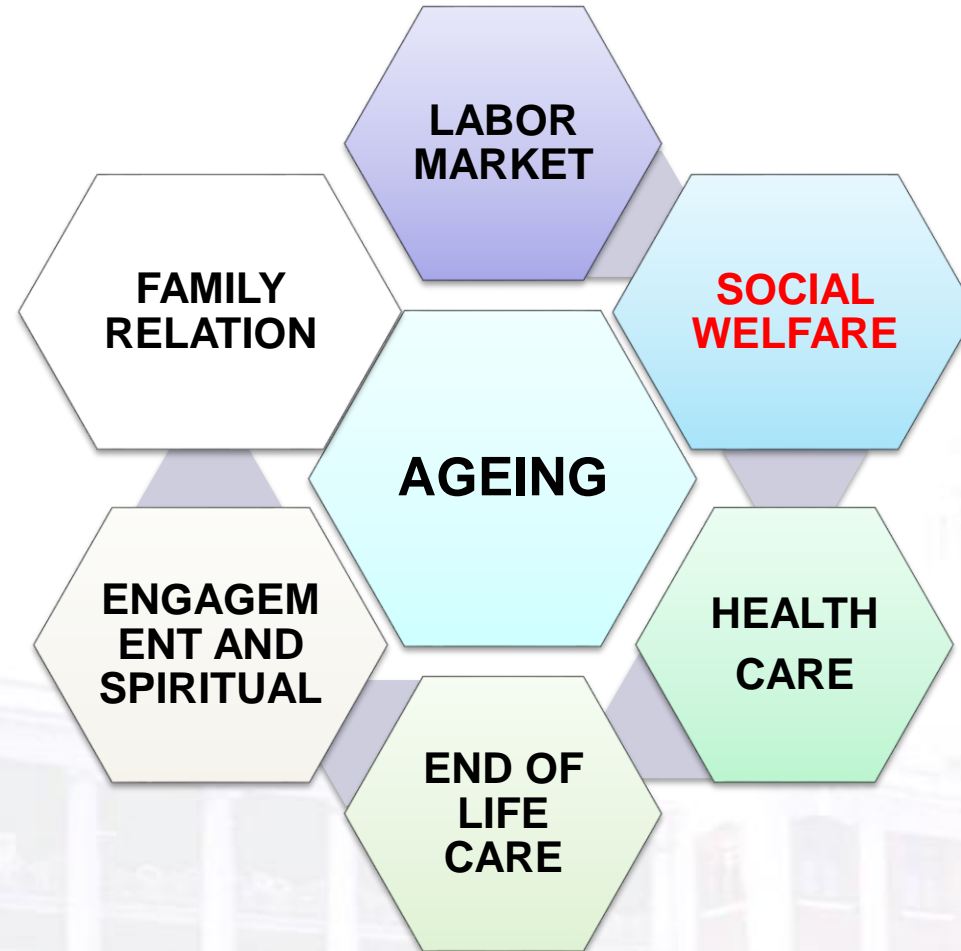 LABOR
MARKET
FAMILY
RELATION
SOCIAL
WELFARE
AGEING
ENGAGEM
ENT AND
SPIRITUAL
HEALTH
CARE
END OF
LIFE
CARE